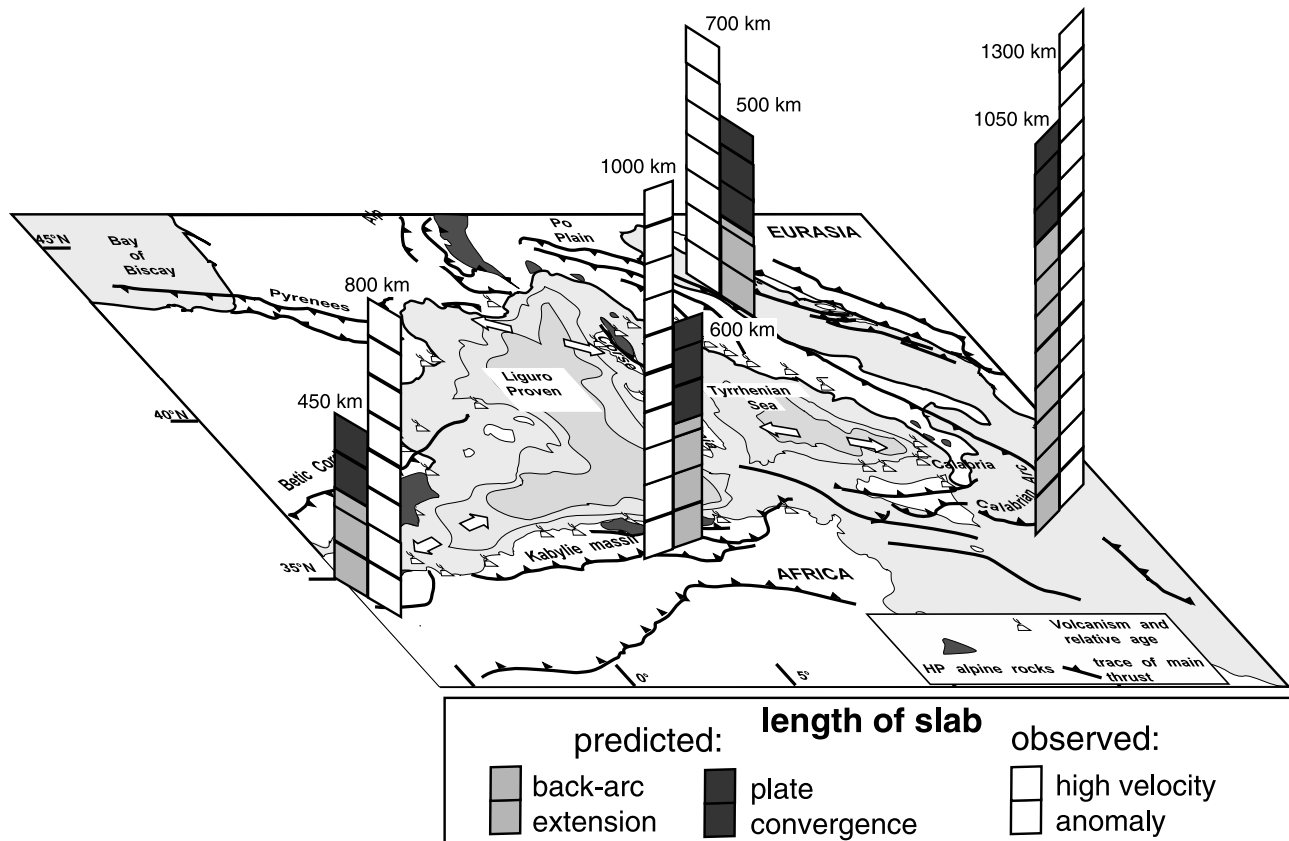 700 km
1300 km
500 km
1050 km
1000 km
Po
Plain
EURASIA
45°N
Bay
of
Biscay
Pyrenees
800 km
600 km
Liguro
Proven
Tyrrhenian
Sea
450 km
40°N
Calabria
Kabylie massif
35°N
AFRICA
Volcanism and
relative age
HP alpine rocks
trace of main
thrust
0°
5°
length of slab
predicted:
observed:
back-arc
extension
plate
convergence
high velocity
anomaly